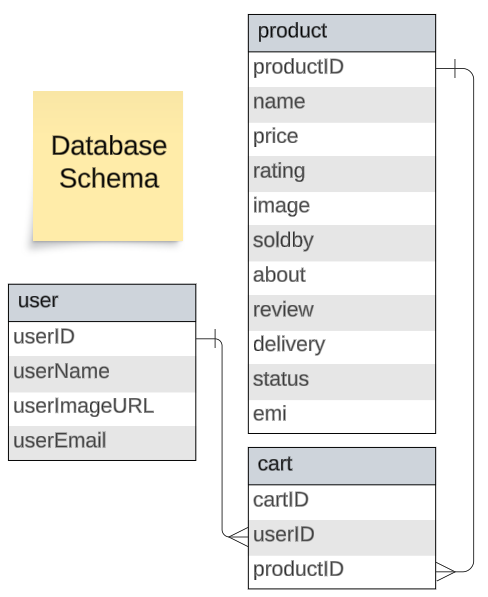 Database
Schema
product
productID
name
price
rating
image
soldby
about
review
delivery
status
emi
user
userID
userName
userImageURL
userEmail
cart
cartID
userID
productID